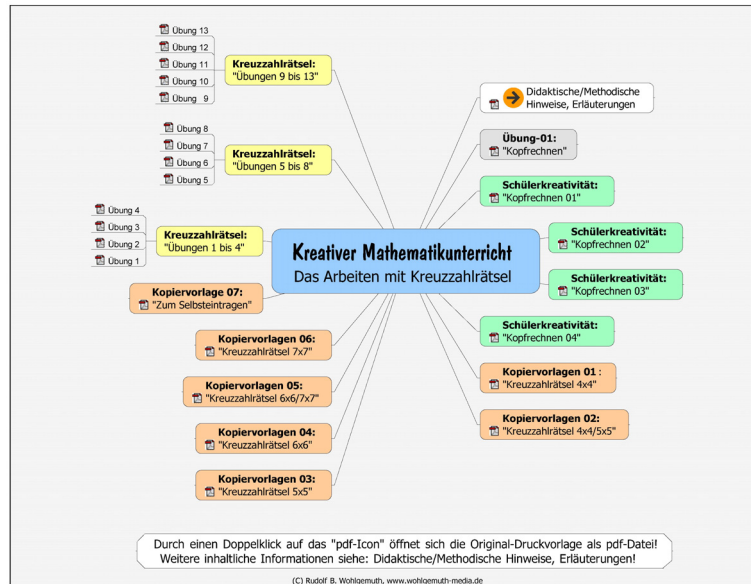 Übung 13
Übung 12
Übung 11
Übung 10
Übung 9
Kreuzzahlrätsel:
"Übungen 9 bis 13"
Übung 8
Übung 7
Übung 6
Übung 5
Kreuzzahlrätsel:
"Übungen 5 bis 8"
Übung 4
Übung 3
Übung 2
Übung 1
Kreuzzahlrätsel:
"Übungen 1 bis 4"
Kopiervorlage 07:
"Zum Selbsteintragen"
Kopiervorlagen 06:
"Kreuzzahlrätsel 7x7"
Kopiervorlagen 05:
"Kreuzzahlrätsel 6x6/7x7"
Kopiervorlagen 04:
"Kreuzzahlrätsel 6x6"
Kopiervorlagen 03:
"Kreuzzahlrätsel 5x5"
Kreativer Mathematikunterricht
Das Arbeiten mit Kreuzzahlrätsel
Didaktische/Methodische
Hinweise, Erläuterungen
Übung-01:
"Kopfrechnen"
Schülerkreativität:
"Kopfrechnen 01"
Schülerkreativität:
"Kopfrechnen 02"
Schülerkreativität:
"Kopfrechnen 03"
Schülerkreativität:
"Kopfrechnen 04"
Kopiervorlagen 01 :
"Kreuzzahlrätsel 4x4"
Kopiervorlagen 02:
"Kreuzzahlrätsel 4x4/5x5"
Durch einen Doppelklick auf das "pdf-Icon" öffnet sich die Original-Druckvorlage als pdf-Datei!
Weitere inhaltliche Informationen siehe: Didaktische/Methodische Hinweise, Erläuterungen!
(C) Rudolf B. Wohlgemuth, www.wohlgemuth-media.de